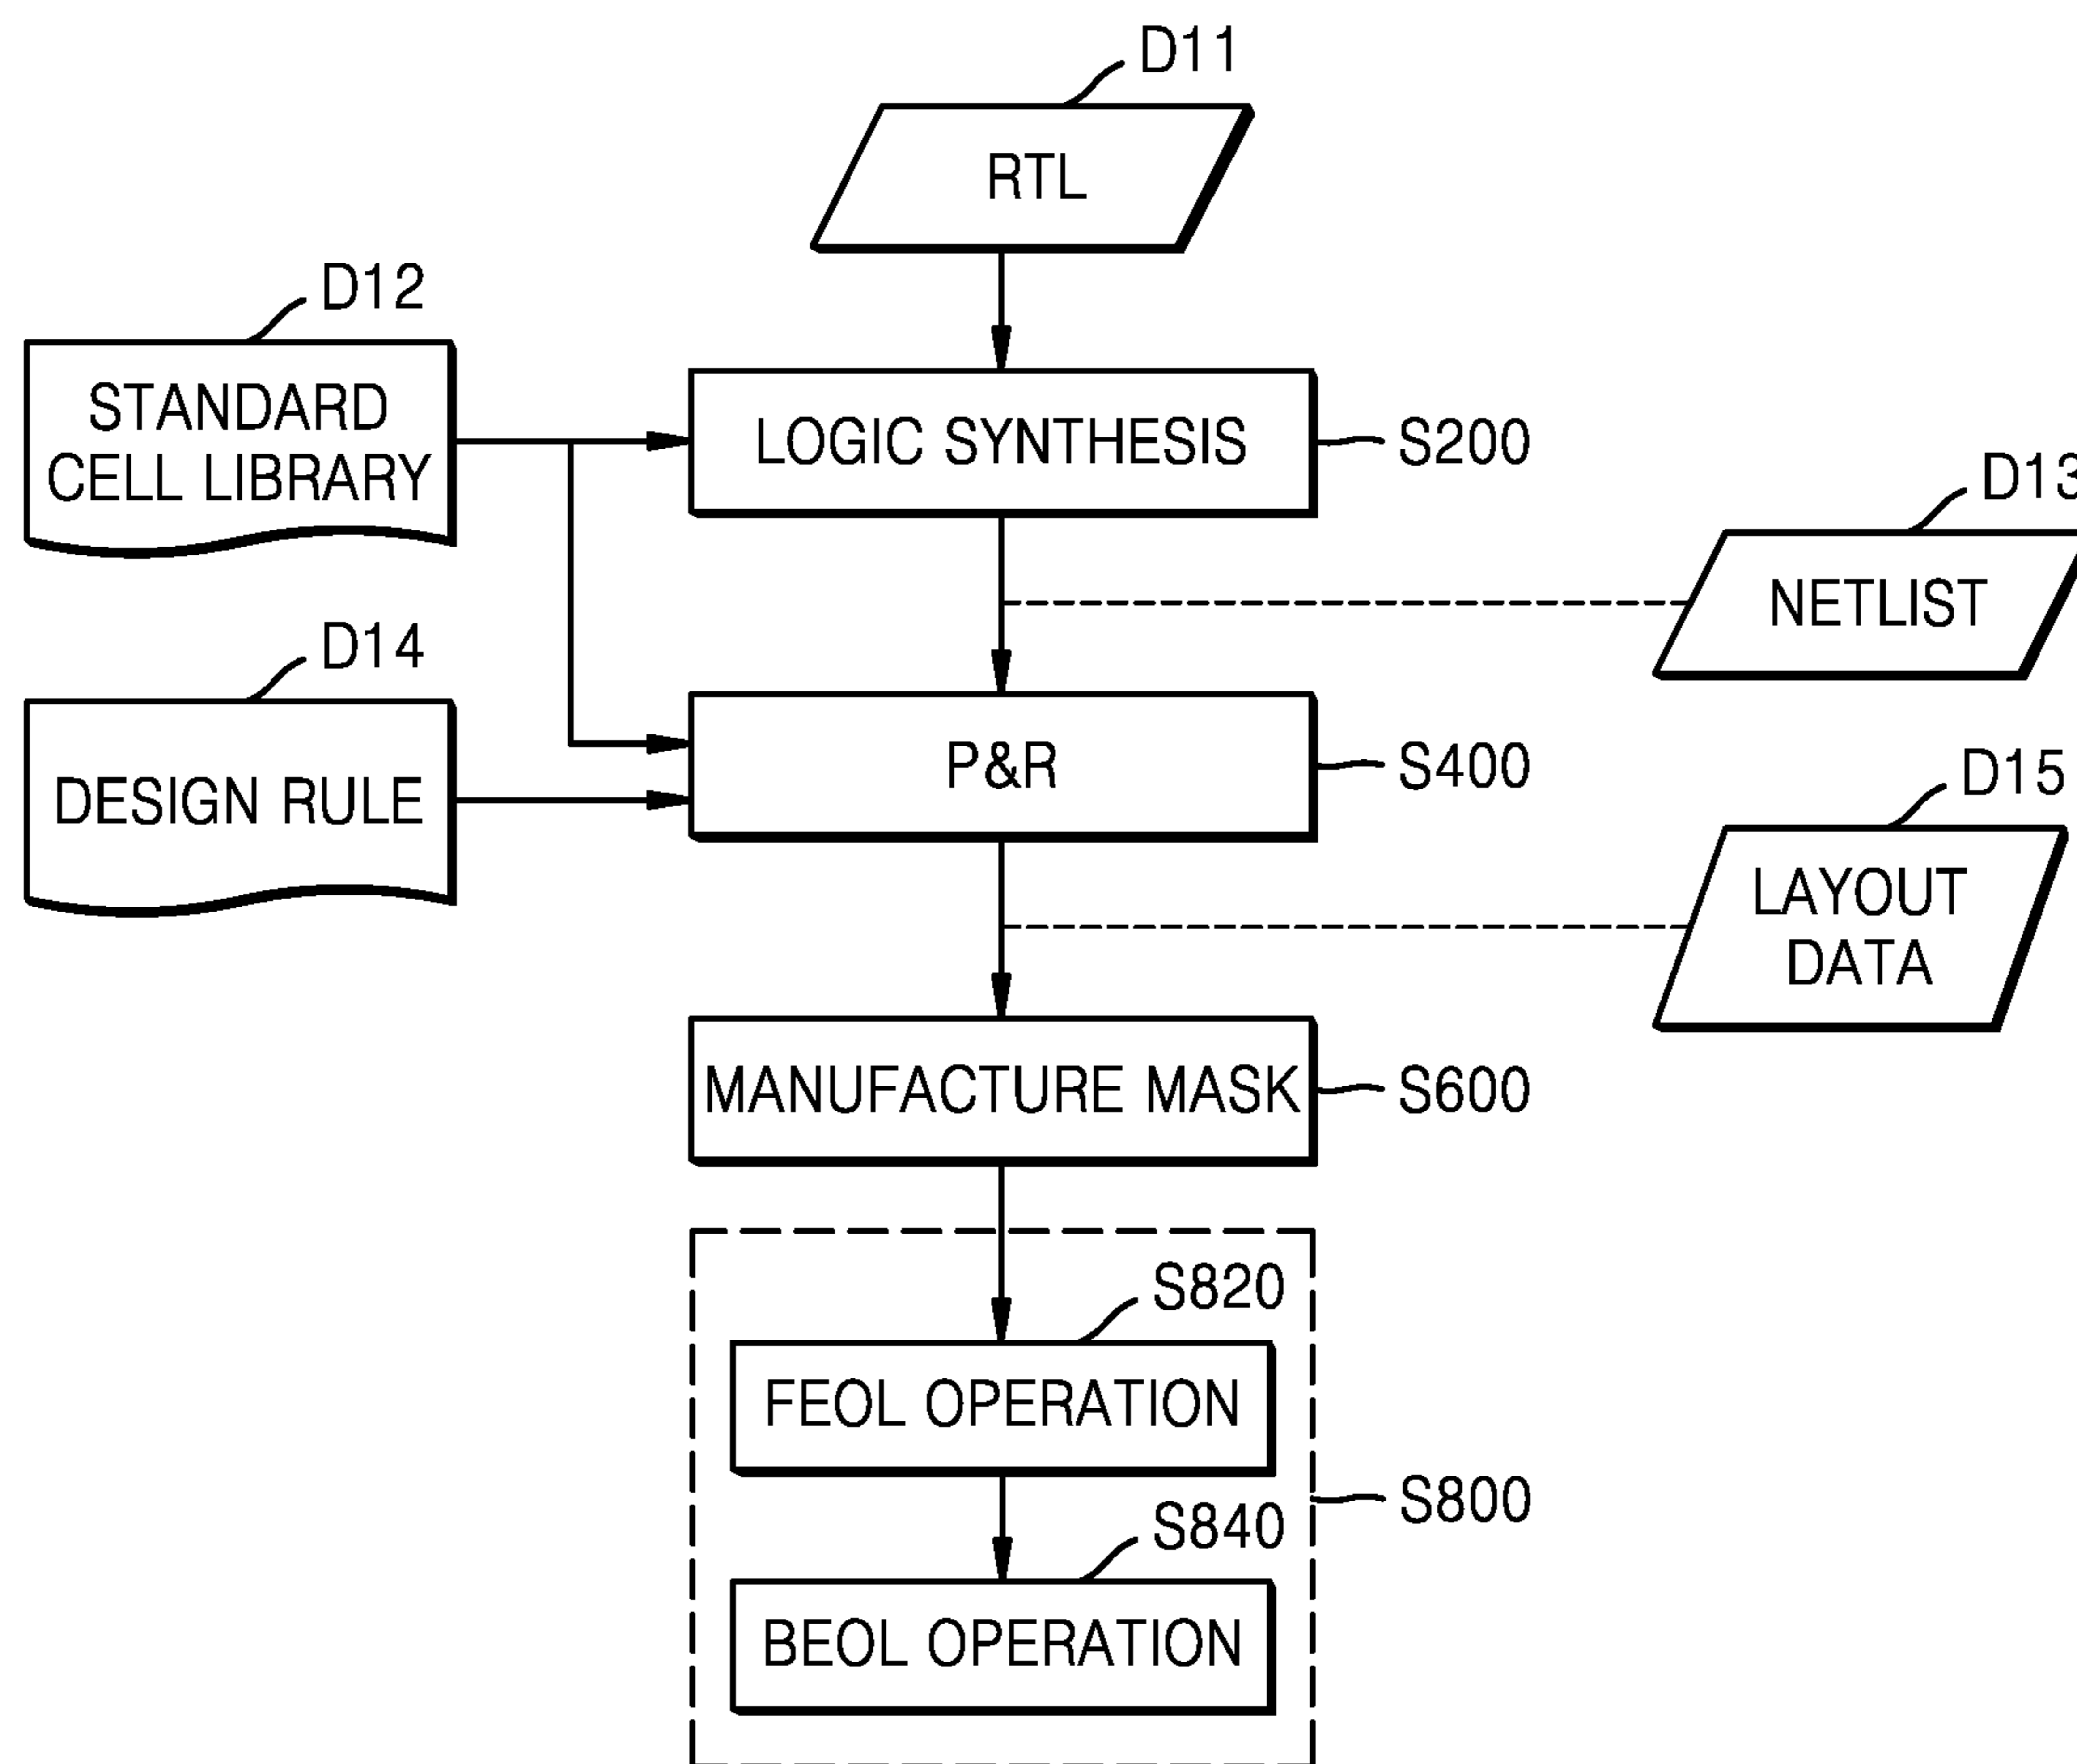 D11
RTL
D12
STANDARD
CELL LIBRARY
LOGIC SYNTHESIS
S200
D13
NETLIST
D14
DESIGN RULE
P&R
S400
D15
LAYOUT
DATA
MANUFACTURE MASK
S600
S820
FEOL OPERATION
S800
S840
BEOL OPERATION